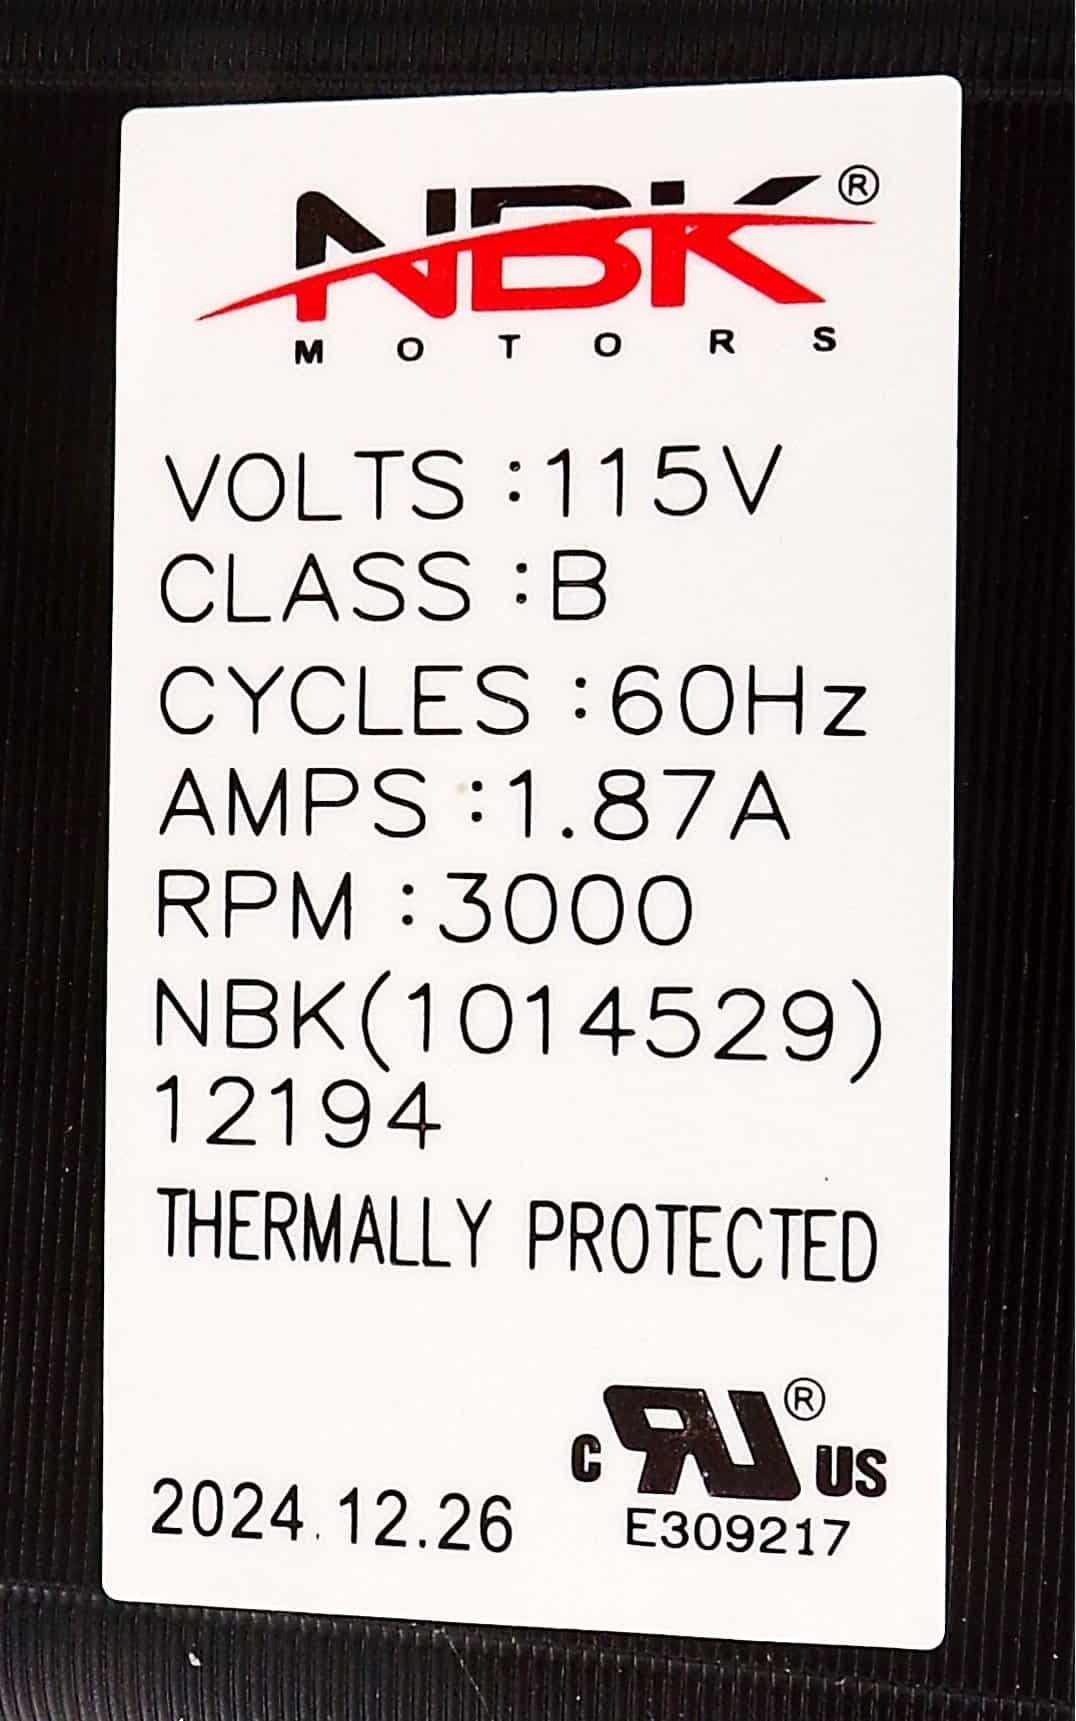 NBK®
MOTORS
VOLTS :115V
CLASS :B
CYCLES :60Hz
AMPS :1.87A
RPM :3000
NBK(1014529)
12194
THERMALLY PROTECTED
c RU® US
E309217
2024.12.26